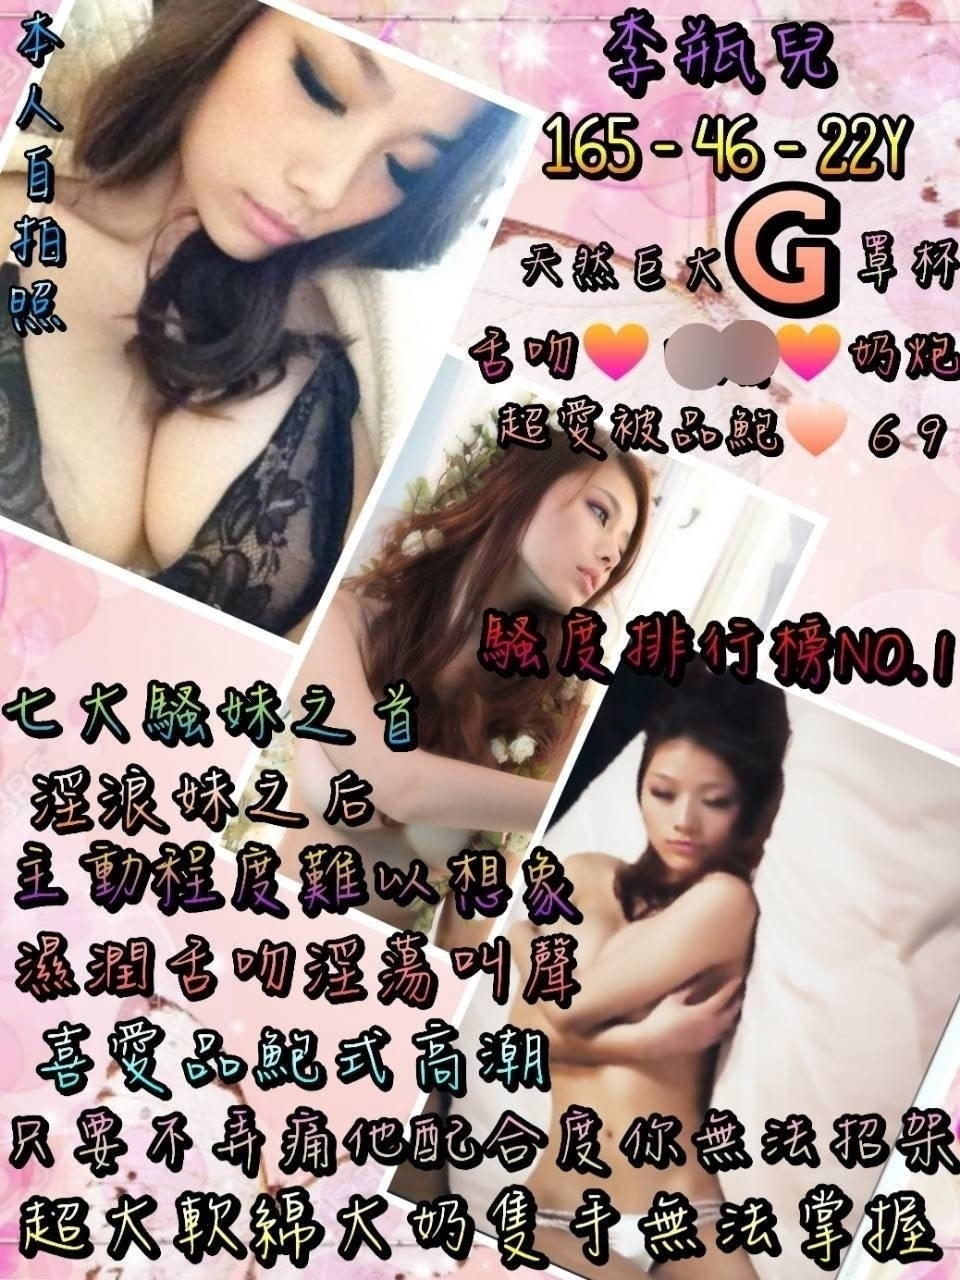 本人自拍照
李瓶兒
165-46-22Y
天然巨大G罩杯
舌吻🧡 🧡奶炮
超愛被品鮑🧡 69
騷度排行榜NO.1
七大騷妹之首
淫浪妹之后
主動程度難以想象
濕潤舌吻淫蕩叫聲
喜愛品鮑式高潮
只要不弄痛他配合度你無法招架
超大軟綿大奶隻手無法掌握